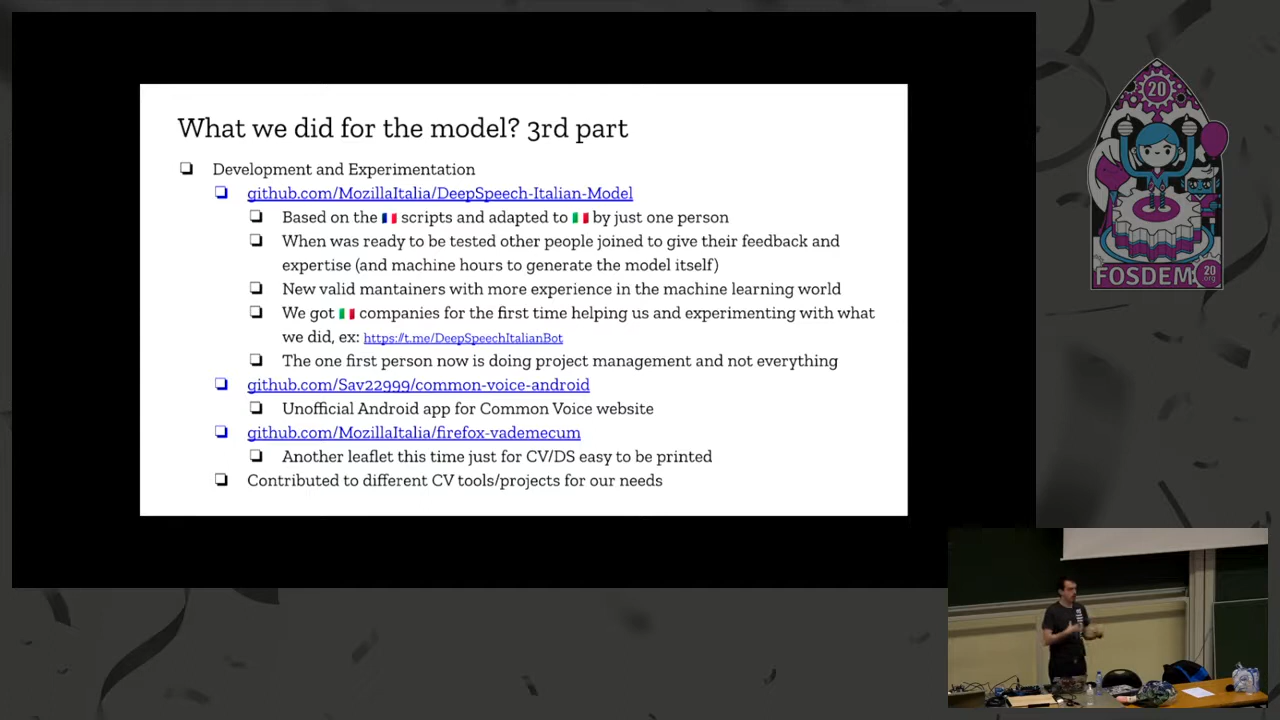 What we did for the model? 3rd part
❏ Development and Experimentation
❏ github.com/MozillaItalia/DeepSpeech-Italian-Model
❏ Based on the 🇫🇷 scripts and adapted to 🇮🇹 by just one person
❏ When was ready to be tested other people joined to give their feedback and
expertise (and machine hours to generate the model itself)
❏ New valid mantainers with more experience in the machine learning world
❏ We got 🇮🇹 companies for the first time helping us and experimenting with what
we did, ex: https://t.me/DeepSpeechItalianBot
❏ The one first person now is doing project management and not everything
❏ github.com/Sav22999/common-voice-android
❏ Unofficial Android app for Common Voice website
❏ github.com/MozillaItalia/firefox-vademecum
❏ Another leaflet this time just for CV/DS easy to be printed
❏ Contributed to different CV tools/projects for our needs
20
FOSDEM 20
.org